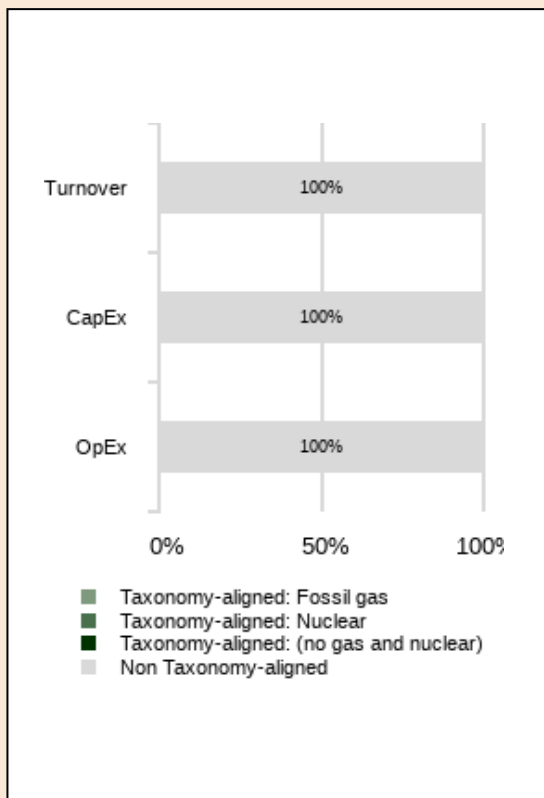 Turnover 100%
CapEx 100%
OpEx 100%
0% 50% 100%
Taxonomy-aligned: Fossil gas
Taxonomy-aligned: Nuclear
Taxonomy-aligned: (no gas and nuclear)
Non Taxonomy-aligned